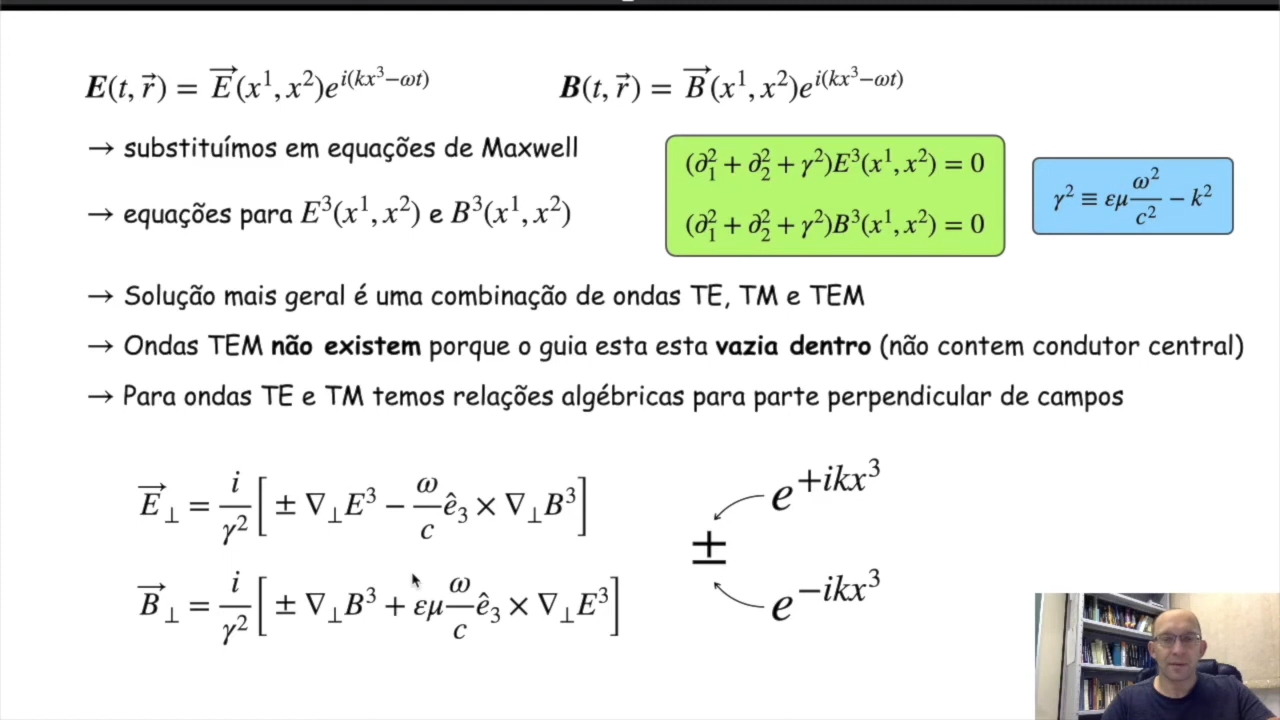 𝑬(t, r⃗) = E⃗(x¹, x²)e^{i(kx³−ωt)}    𝑩(t, r⃗) = B⃗(x¹, x²)e^{i(kx³−ωt)}
→ substituímos em equações de Maxwell
(∂₁² + ∂₂² + γ²)E³(x¹, x²) = 0
γ² ≡ εμ ω²/c² − k²
→ equações para E³(x¹, x²) e B³(x¹, x²)
(∂₁² + ∂₂² + γ²)B³(x¹, x²) = 0
→ Solução mais geral é uma combinação de ondas TE, TM e TEM
→ Ondas TEM não existem porque o guia esta esta vazia dentro (não contem condutor central)
→ Para ondas TE e TM temos relações algébricas para parte perpendicular de campos
E⃗⊥ = i/γ² [ ± ∇⊥E³ − ω/c ê₃ × ∇⊥B³ ]
e^{+ikx³}
±
B⃗⊥ = i/γ² [ ± ∇⊥B³ + εμ ω/c ê₃ × ∇⊥E³ ]
e^{−ikx³}